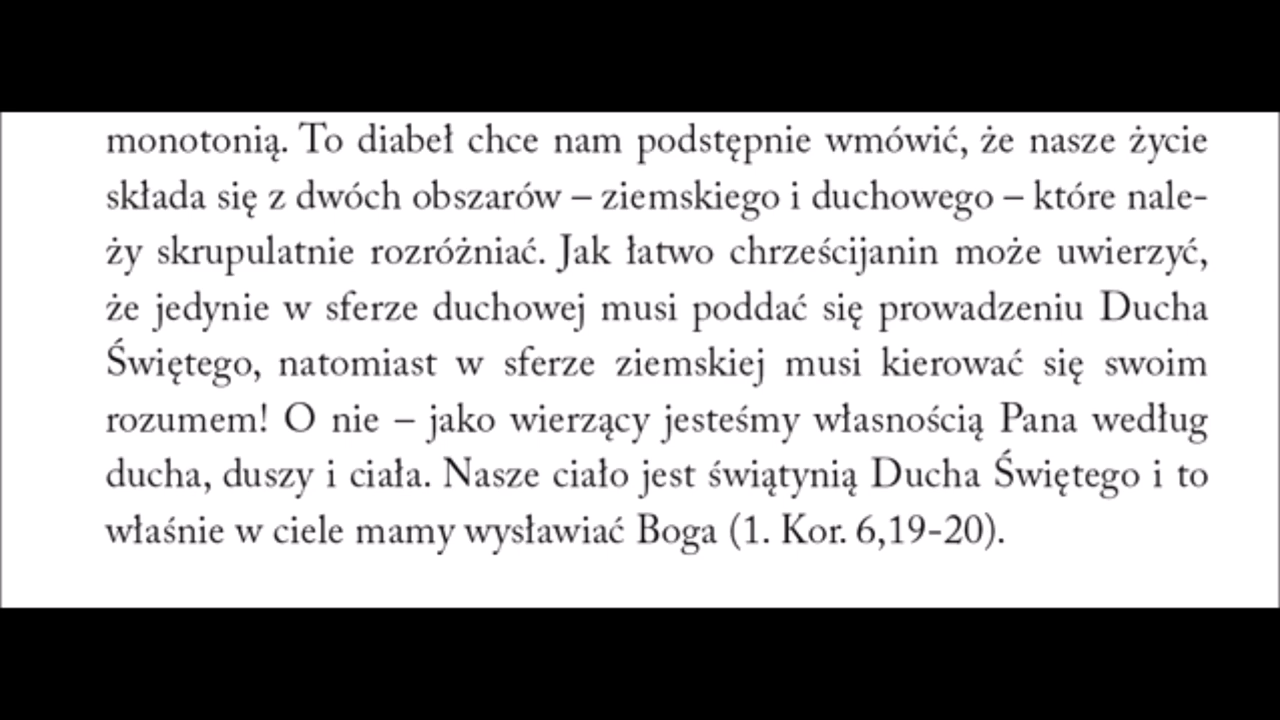 monotonią. To diabeł chce nam podstępnie wmówić, że nasze życie
składa się z dwóch obszarów – ziemskiego i duchowego – które nale-
ży skrupulatnie rozróżniać. Jak łatwo chrześcijanin może uwierzyć,
że jedynie w sferze duchowej musi poddać się prowadzeniu Ducha
Świętego, natomiast w sferze ziemskiej musi kierować się swoim
rozumem! O nie – jako wierzący jesteśmy własnością Pana według
ducha, duszy i ciała. Nasze ciało jest świątynią Ducha Świętego i to
właśnie w ciele mamy wysławiać Boga (1. Kor. 6,19-20).